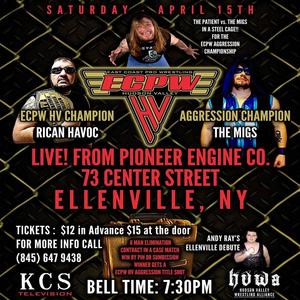 SATURDAY - APRIL 15TH
THE PATIENT vs. THE MIGS
IN A STEEL CAGE!!
FOR THE
ECPW AGGRESSION
CHAMPIONSHIP
EAST COAST PRO WRESTLING
ECPW
HUDSON VALLEY
HV
ECPW HV CHAMPION
RICAN HAVOC
AGGRESSION CHAMPION
THE MIGS
LIVE! FROM PIONEER ENGINE CO.
73 CENTER STREET
ELLENVILLE, NY
TICKETS : $12 in Advance $15 at the door
FOR MORE INFO CALL
(845) 647 9438
6 MAN ELIMINATION
CONTRACT IN A CASE MATCH
WIN BY PIN OR SUBMISSION
WINNER GETS A
ECPW HV AGGRESSION TITLE SHOT
ANDY RAY'S
ELLENVILLE DEBUTE
KCS
TELEVISION
BELL TIME: 7:30PM
hvwa
HUDSON VALLEY
WRESTLING ALLIANCE